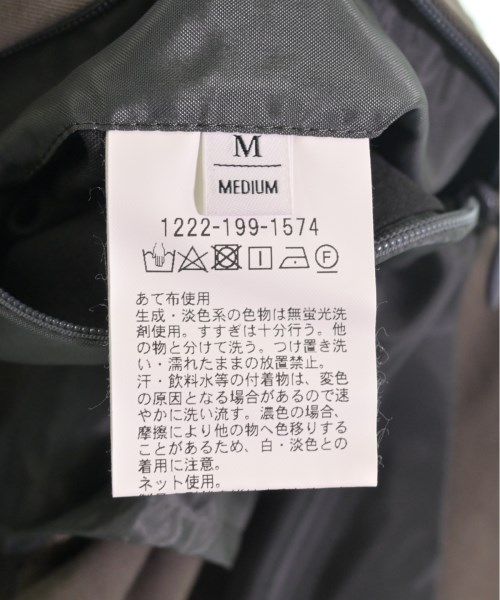 M
MEDIUM
1222-199-1574
F
あて布使用
生成・淡色系の色物は無蛍光洗
剤使用。すすぎは十分行う。他
の物と分けて洗う。つけ置き洗
い・濡れたままの放置禁止。
汗・飲料水等の付着物は、変色
の原因となる場合があるので速
やかに洗い流す。濃色の場合、
摩擦により他の物へ色移りする
ことがあるため、白・淡色との
着用に注意。
ネット使用。